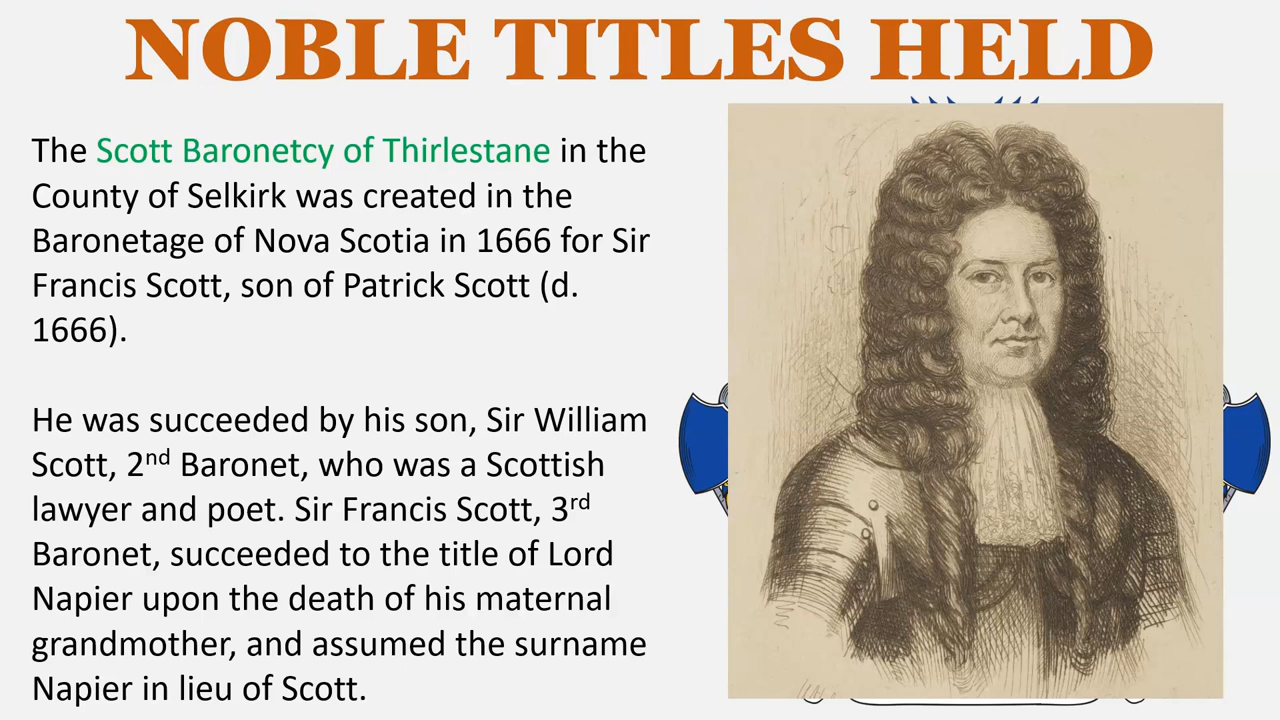 NOBLE TITLES HELD
The Scott Baronetcy of Thirlestane in the
County of Selkirk was created in the
Baronetage of Nova Scotia in 1666 for Sir
Francis Scott, son of Patrick Scott (d.
1666).
He was succeeded by his son, Sir William
Scott, 2nd Baronet, who was a Scottish
lawyer and poet. Sir Francis Scott, 3rd
Baronet, succeeded to the title of Lord
Napier upon the death of his maternal
grandmother, and assumed the surname
Napier in lieu of Scott.